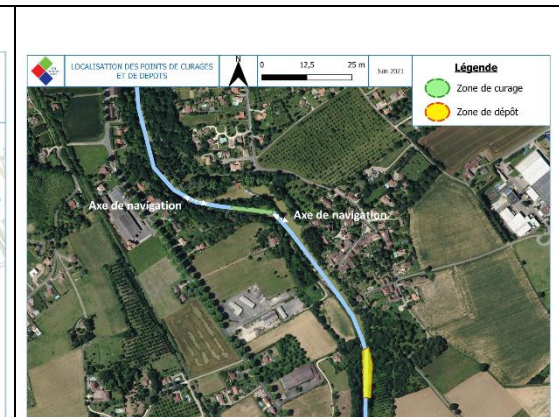 LOCALISATION DES POINTS DE CURAGES
ET DE DEPOTS
N
0 12,5 25 m
Juin 2021
Légende
Zone de curage
Zone de dépôt
Axe de navigation
Axe de navigation